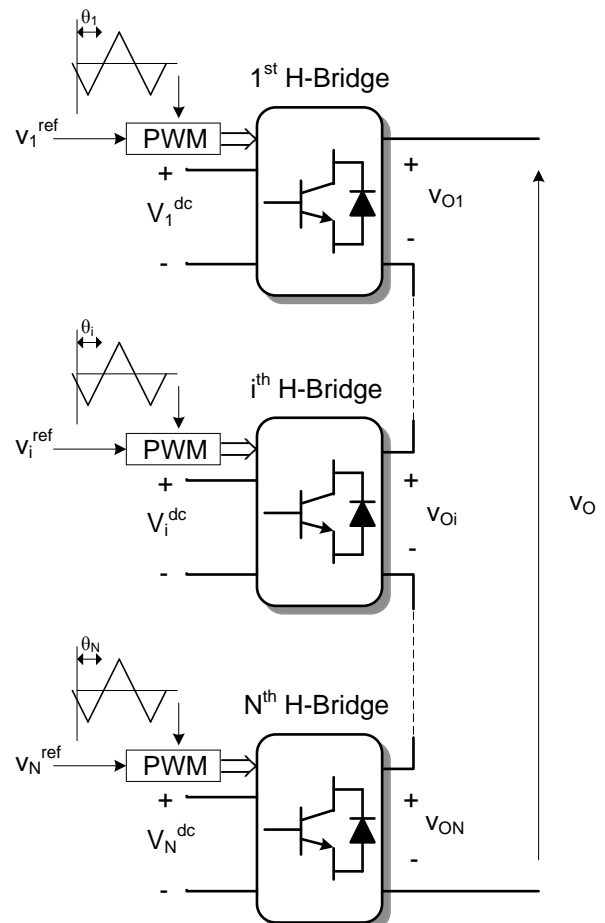 θ1
1st H-Bridge
v1ref
PWM
+
+
V1dc
vO1
-
-
θi
ith H-Bridge
viref
PWM
+
+
Vidc
vOi
vO
-
-
θN
Nth H-Bridge
vNref
PWM
+
+
VNdc
vON
-
-